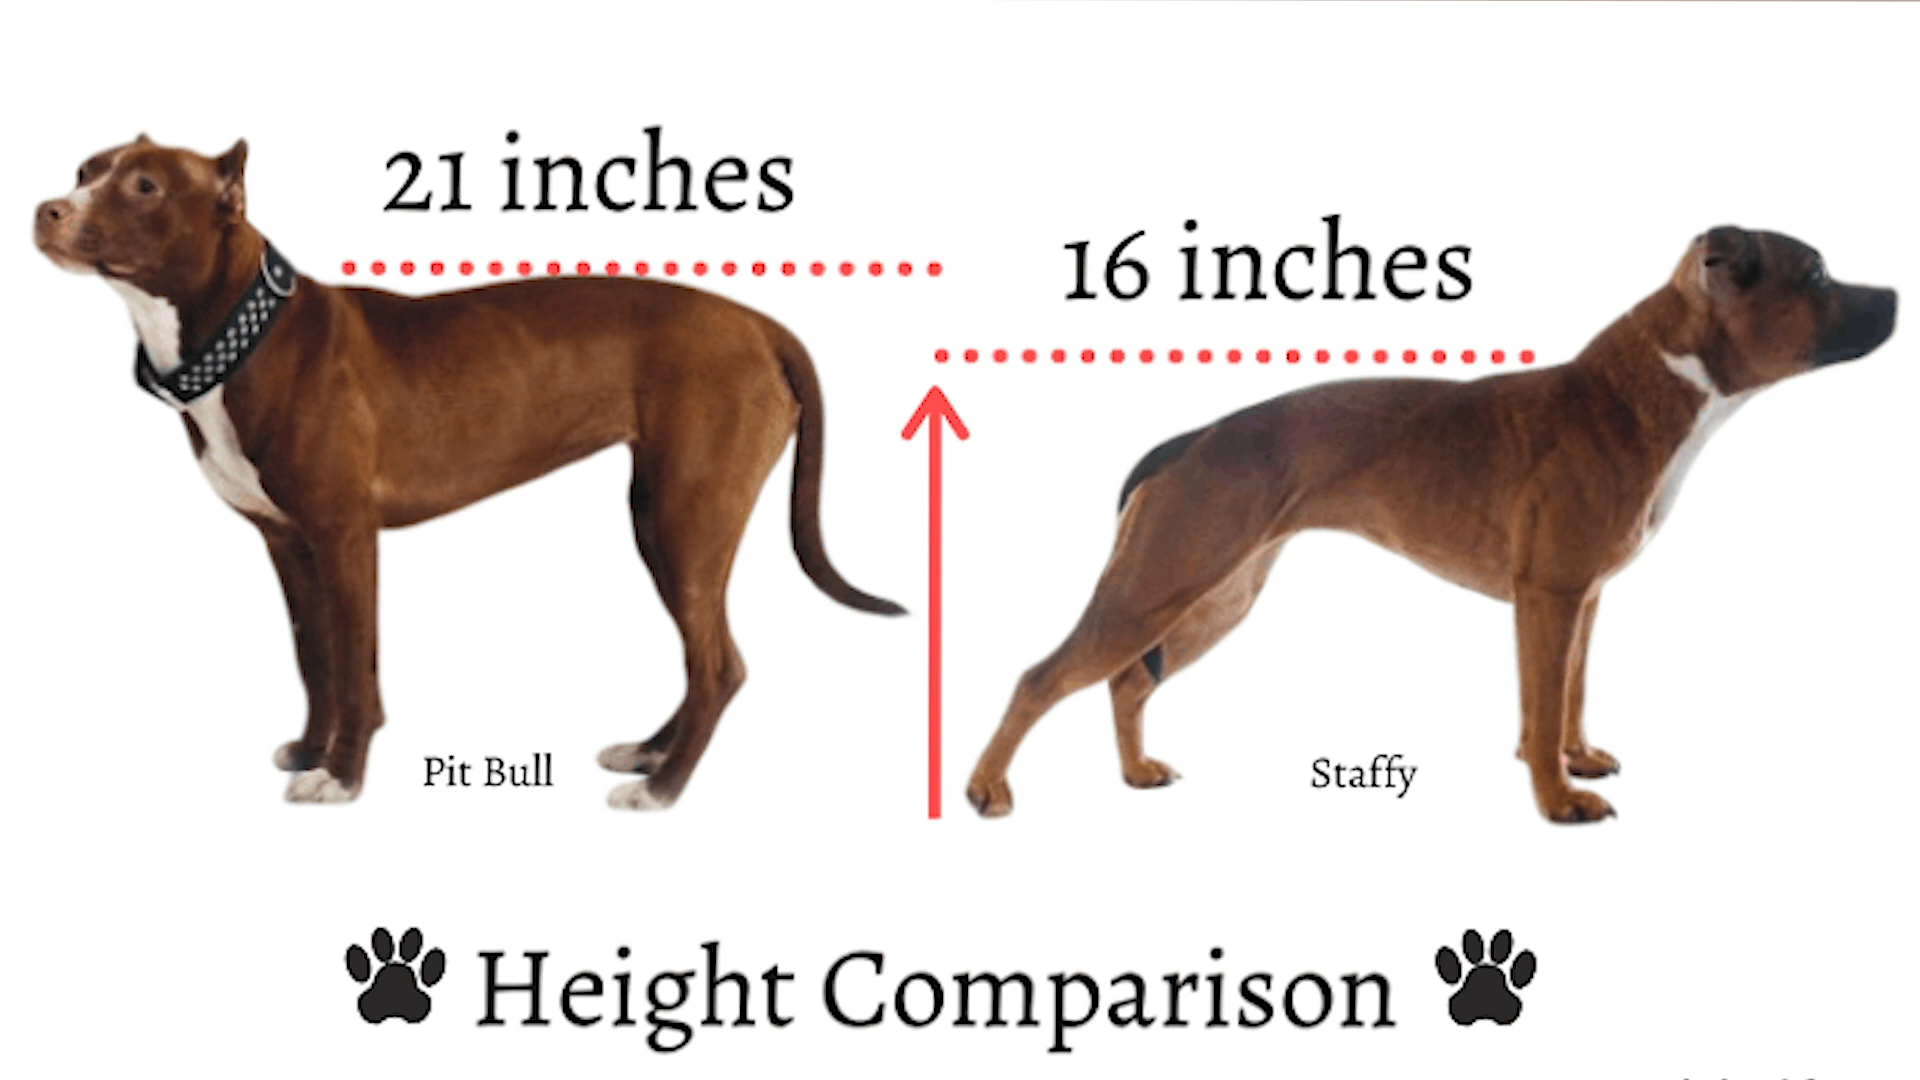 21 inches
16 inches
Pit Bull
Staffy
Height Comparison